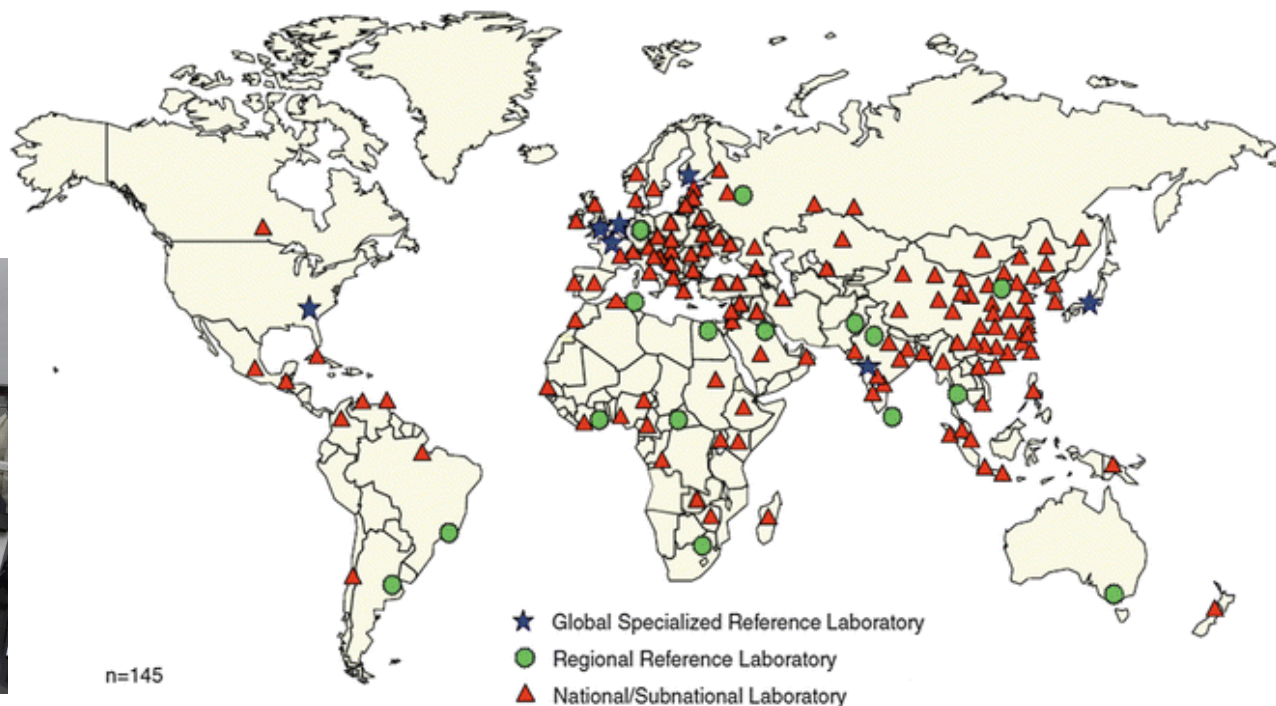 Global Specialized Reference Laboratory
Regional Reference Laboratory
n=145
National/Subnational Laboratory